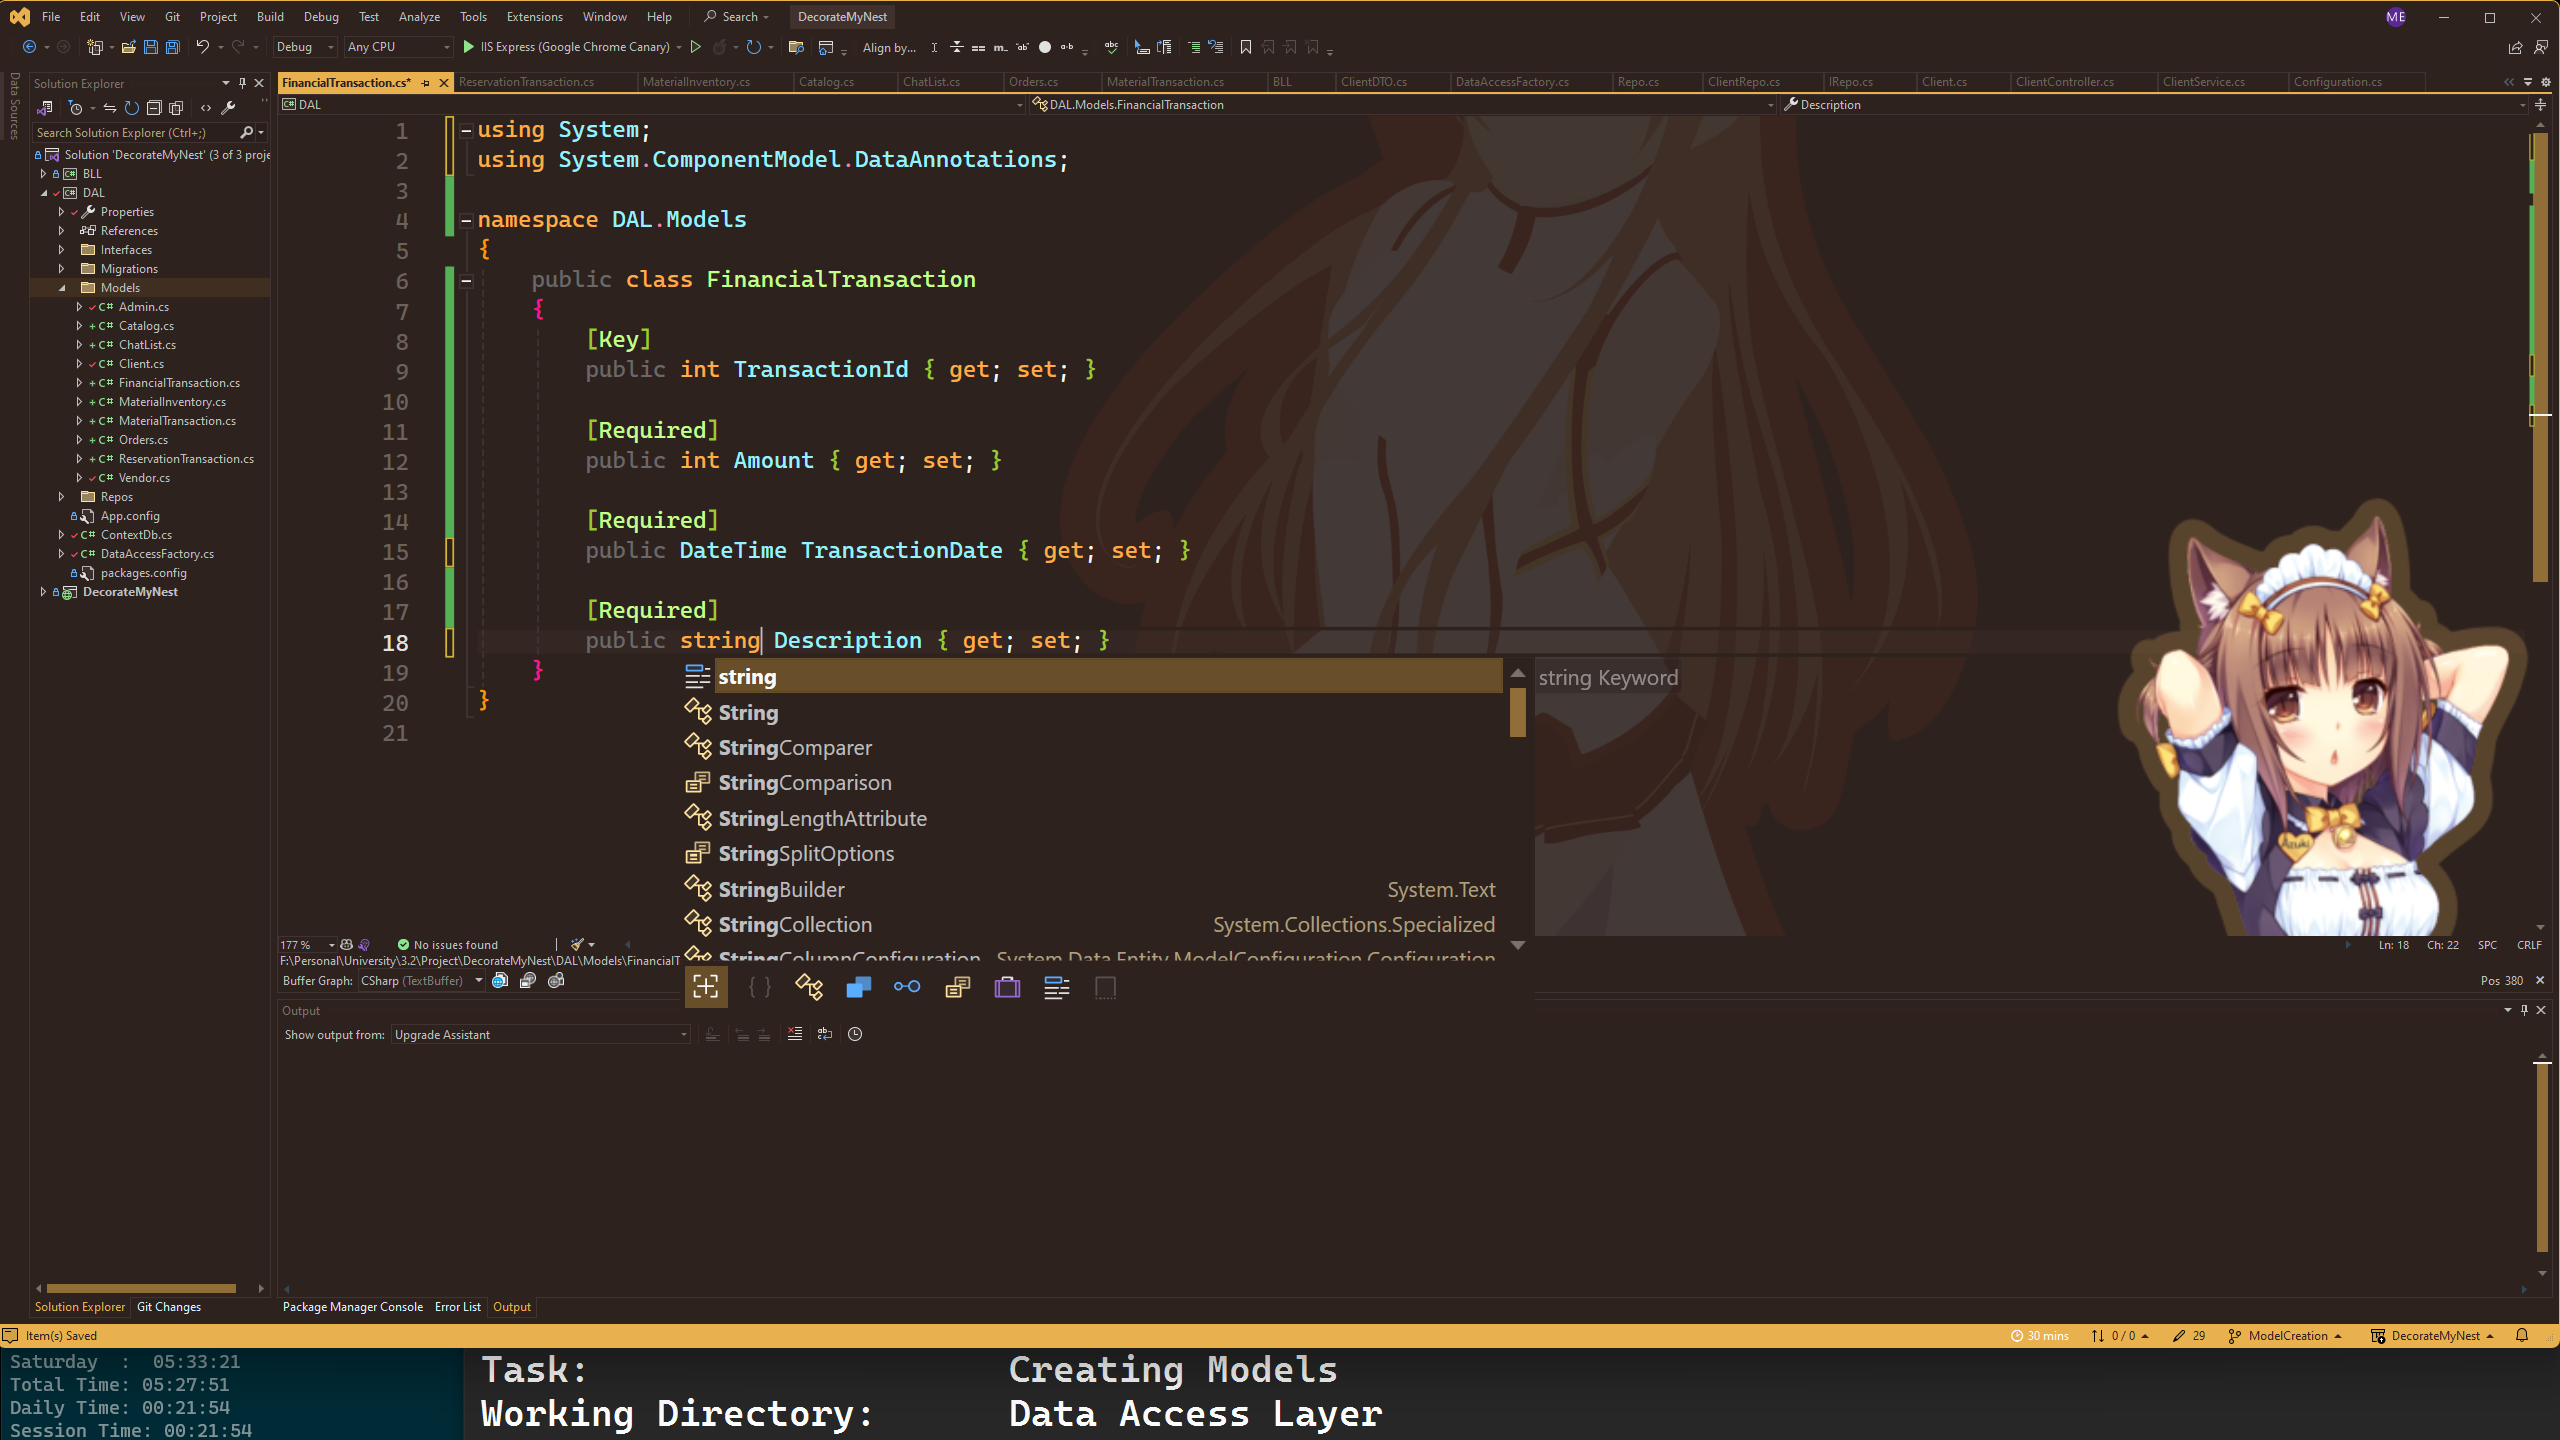 File Edit View Git Project Build Debug Test Analyze Tools Extensions Window Help Search DecorateMyNest ME
Debug Any CPU IIS Express (Google Chrome Canary) Align by...
Data Sources
Solution Explorer
Search Solution Explorer (Ctrl+;)
Solution 'DecorateMyNest' (3 of 3 proje
BLL
DAL
Properties
References
Interfaces
Migrations
Models
Admin.cs
Catalog.cs
ChatList.cs
Client.cs
FinancialTransaction.cs
MaterialInventory.cs
MaterialTransaction.cs
Orders.cs
ReservationTransaction.cs
Vendor.cs
Repos
App.config
ContextDb.cs
DataAccessFactory.cs
packages.config
DecorateMyNest
Solution Explorer Git Changes
FinancialTransaction.cs* ReservationTransaction.cs MaterialInventory.cs Catalog.cs ChatList.cs Orders.cs MaterialTransaction.cs BLL ClientDTO.cs DataAccessFactory.cs Repo.cs ClientRepo.cs IRepo.cs Client.cs ClientController.cs ClientService.cs Configuration.cs
DAL DAL.Models.FinancialTransaction Description
1 using System;
2 using System.ComponentModel.DataAnnotations;
3
4 namespace DAL.Models
5 {
6 public class FinancialTransaction
7 {
8 [Key]
9 public int TransactionId { get; set; }
10
11 [Required]
12 public int Amount { get; set; }
13
14 [Required]
15 public DateTime TransactionDate { get; set; }
16
17 [Required]
18 public string Description { get; set; }
19 }
20 }
21
string
String
StringComparer
StringComparison
StringLengthAttribute
StringSplitOptions
StringBuilder System.Text
StringCollection System.Collections.Specialized
StringColumnConfiguration System.Data.Entity.ModelConfiguration.Configuration
string Keyword
Azuki
177 % No issues found Ln: 18 Ch: 22 SPC CRLF
F:\Personal\University\3.2\Project\DecorateMyNest\DAL\Models\FinancialT
Buffer Graph: CSharp (TextBuffer) Pos 380
Output
Show output from: Upgrade Assistant
Package Manager Console Error List Output
Item(s) Saved 30 mins 0 / 0 29 ModelCreation DecorateMyNest
Saturday : 05:33:21
Total Time: 05:27:51
Daily Time: 00:21:54
Session Time: 00:21:54
Task: Creating Models
Working Directory: Data Access Layer